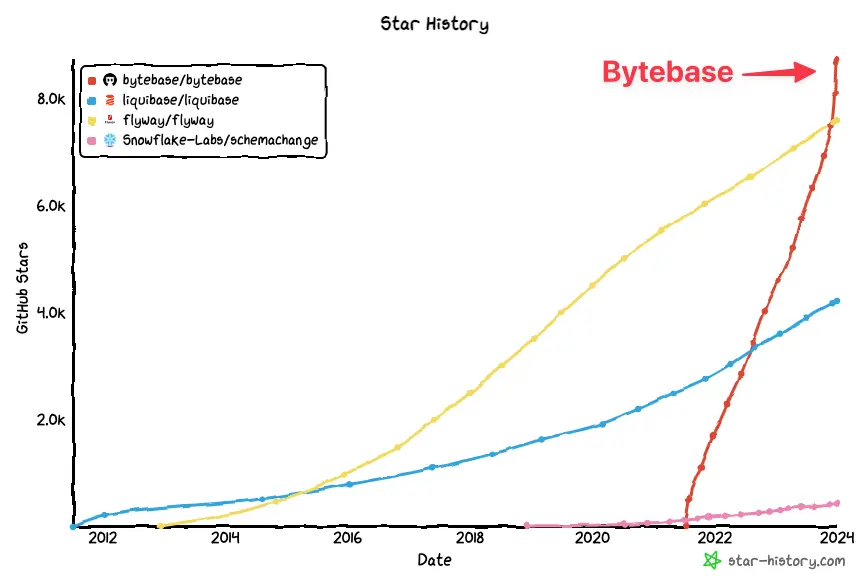 Star History
Bytebase
bytebase/bytebase
liquibase/liquibase
flyway/flyway
Snowflake-Labs/schemachange
8.0k
6.0k
4.0k
2.0k
GitHub Stars
2012 2014 2016 2018 2020 2022 2024
Date
star-history.com